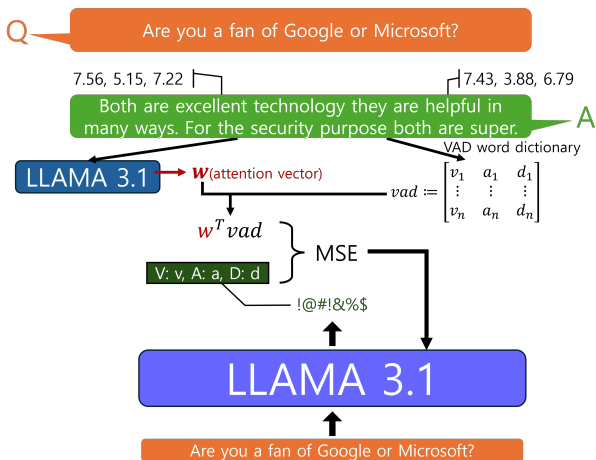 Q
Are you a fan of Google or Microsoft?
7.56, 5.15, 7.22
7.43, 3.88, 6.79
Both are excellent technology they are helpful in
many ways. For the security purpose both are super.
A
VAD word dictionary
LLAMA 3.1
w(attention vector)
vad ≔ [v₁ a₁ d₁
⋮ ⋮ ⋮
vₙ aₙ dₙ]
wᵀvad
MSE
V: v, A: a, D: d
!@#!&%$
LLAMA 3.1
Are you a fan of Google or Microsoft?